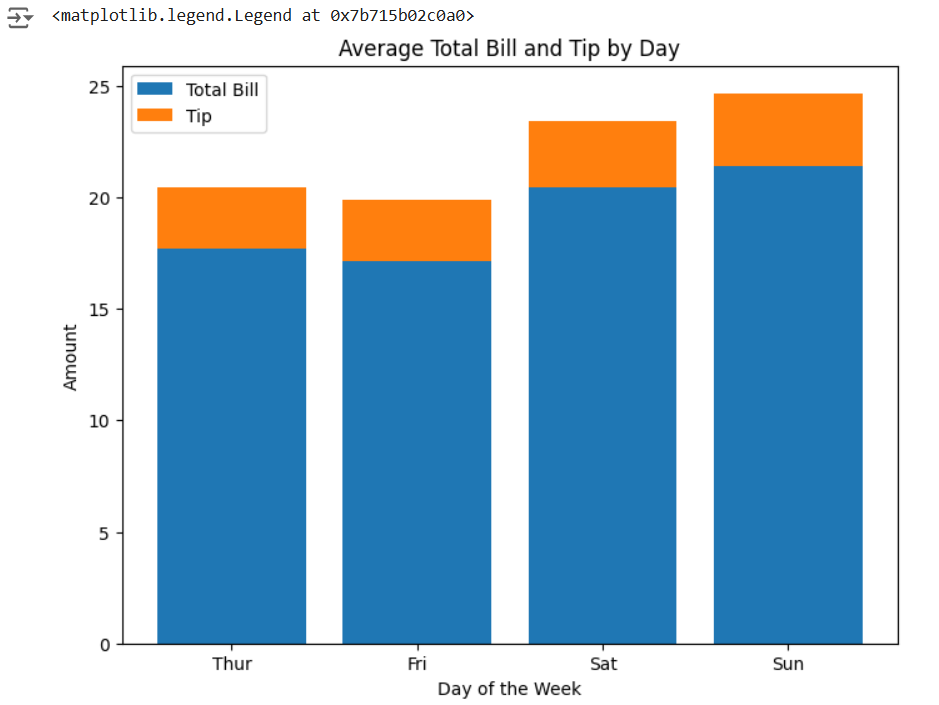 <matplotlib.legend.Legend at 0x7b715b02c0a0>
Average Total Bill and Tip by Day
Total Bill
Tip
25
20
15
10
5
0
Amount
Thur Fri Sat Sun
Day of the Week